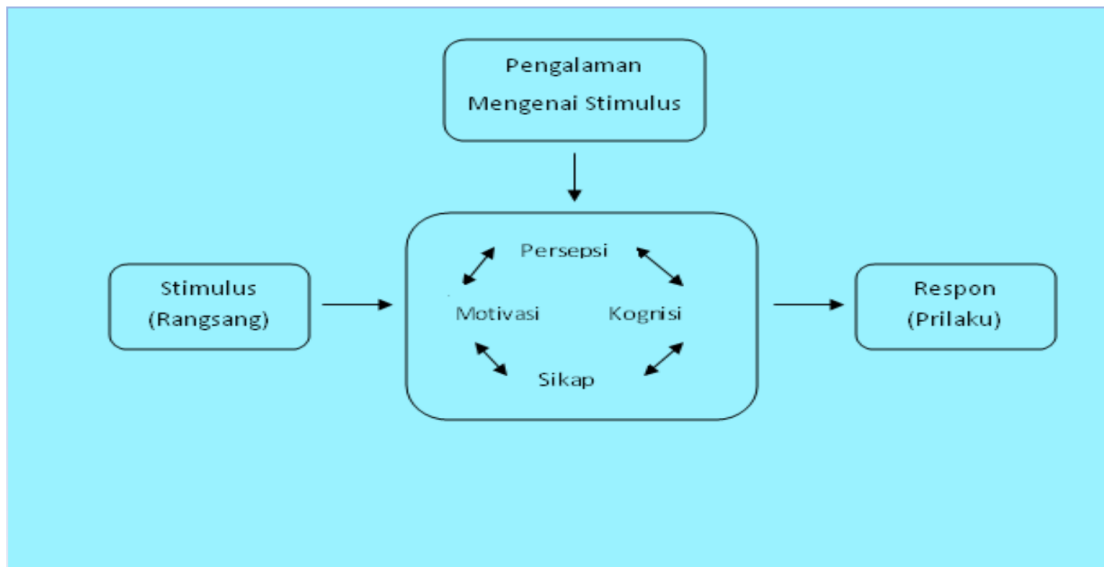 Pengalaman
Mengenai Stimulus
Persepsi
Stimulus
(Rangsang)
Motivasi
Kognisi
Respon
(Prilaku)
Sikap